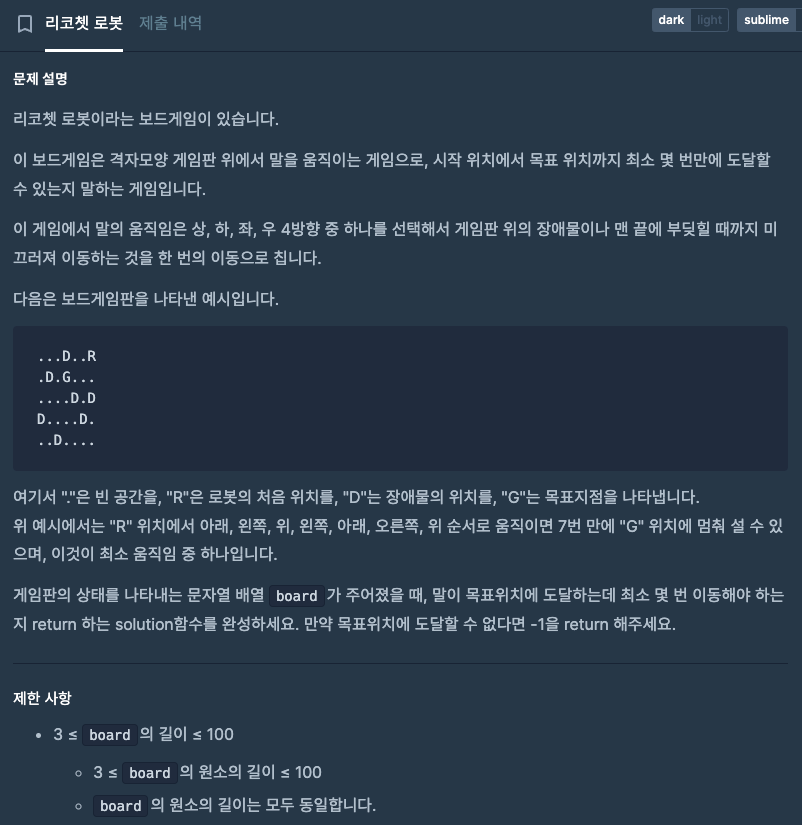 리코쳇 로봇 제출 내역 dark light sublime
문제 설명
리코쳇 로봇이라는 보드게임이 있습니다.
이 보드게임은 격자모양 게임판 위에서 말을 움직이는 게임으로, 시작 위치에서 목표 위치까지 최소 몇 번만에 도달할
수 있는지 말하는 게임입니다.
이 게임에서 말의 움직임은 상, 하, 좌, 우 4방향 중 하나를 선택해서 게임판 위의 장애물이나 맨 끝에 부딪힐 때까지 미
끄러져 이동하는 것을 한 번의 이동으로 칩니다.
다음은 보드게임판을 나타낸 예시입니다.
...D..R
.D.G...
....D.D
D....D.
..D....
여기서 "."은 빈 공간을, "R"은 로봇의 처음 위치를, "D"는 장애물의 위치를, "G"는 목표지점을 나타냅니다.
위 예시에서는 "R" 위치에서 아래, 왼쪽, 위, 왼쪽, 아래, 오른쪽, 위 순서로 움직이면 7번 만에 "G" 위치에 멈춰 설 수 있
으며, 이것이 최소 움직임 중 하나입니다.
게임판의 상태를 나타내는 문자열 배열 board가 주어졌을 때, 말이 목표위치에 도달하는데 최소 몇 번 이동해야 하는
지 return 하는 solution함수를 완성하세요. 만약 목표위치에 도달할 수 없다면 -1을 return 해주세요.
제한 사항
• 3 ≤ board의 길이 ≤ 100
◦ 3 ≤ board의 원소의 길이 ≤ 100
◦ board의 원소의 길이는 모두 동일합니다.